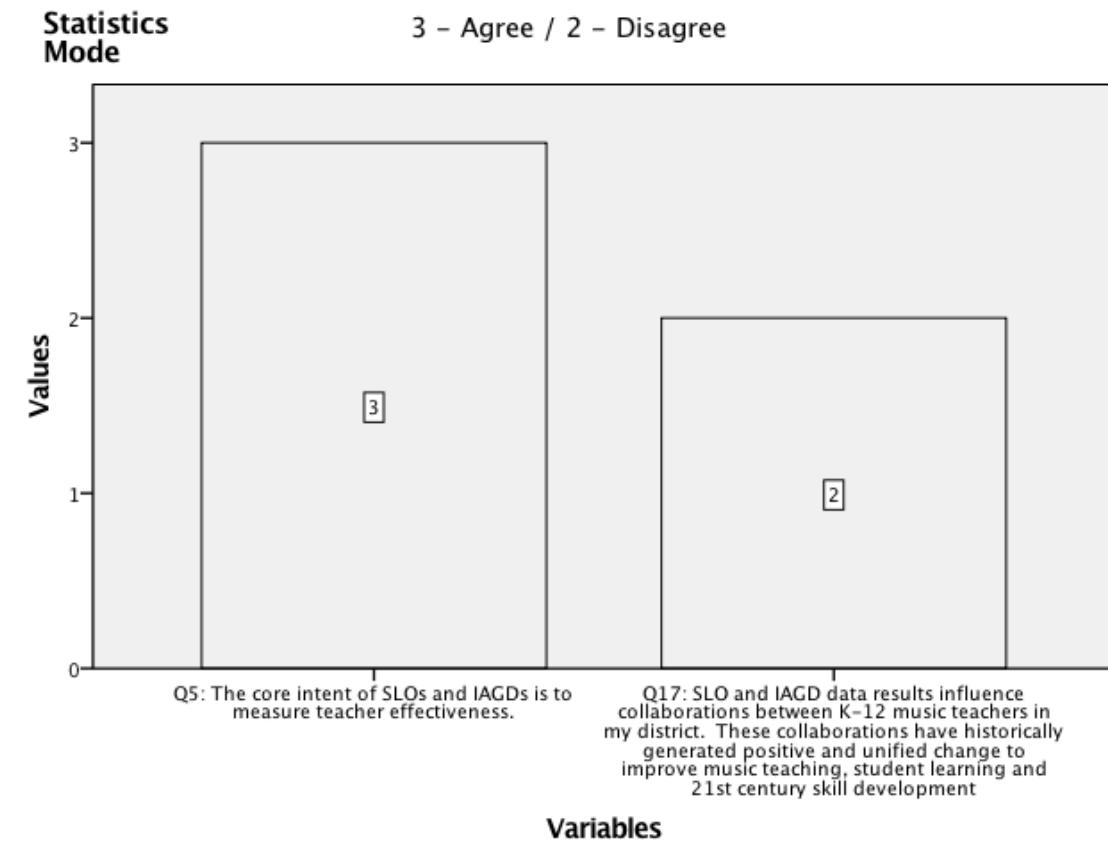 Statistics
Mode
3 – Agree / 2 – Disagree
Values
3
2
1
0
3
2
Q5: The core intent of SLOs and IAGDs is to
measure teacher effectiveness.
Q17: SLO and IAGD data results influence
collaborations between K–12 music teachers in
my district.  These collaborations have historically
generated positive and unified change to
improve music teaching, student learning and
21st century skill development
Variables